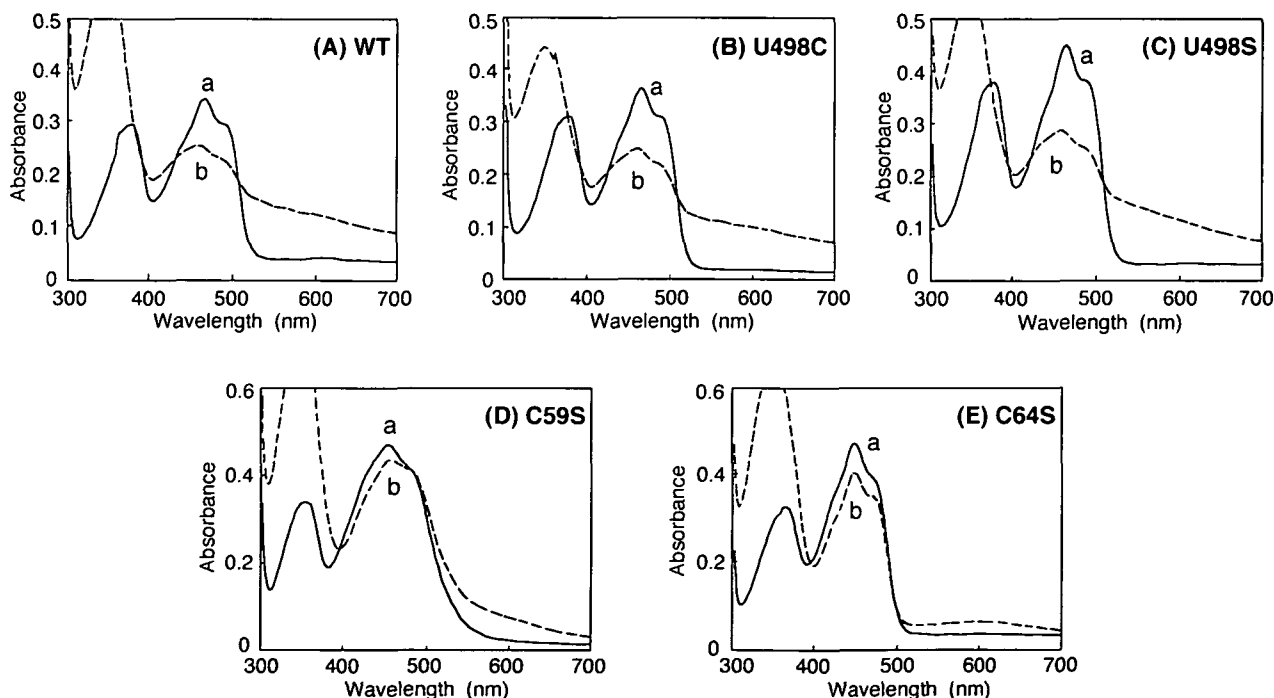 0.5
0.4
0.3
0.2
0.1
0
Absorbance
(A) WT
a
b
300 400 500 600 700
Wavelength (nm)
0.5
0.4
0.3
0.2
0.1
0
Absorbance
(B) U498C
a
b
300 400 500 600 700
Wavelength (nm)
0.5
0.4
0.3
0.2
0.1
0
Absorbance
(C) U498S
a
b
300 400 500 600 700
Wavelength (nm)
0.6
0.4
0.2
0
Absorbance
(D) C59S
a
b
300 400 500 600 700
Wavelength (nm)
0.6
0.4
0.2
0
Absorbance
(E) C64S
a
b
300 400 500 600 700
Wavelength (nm)